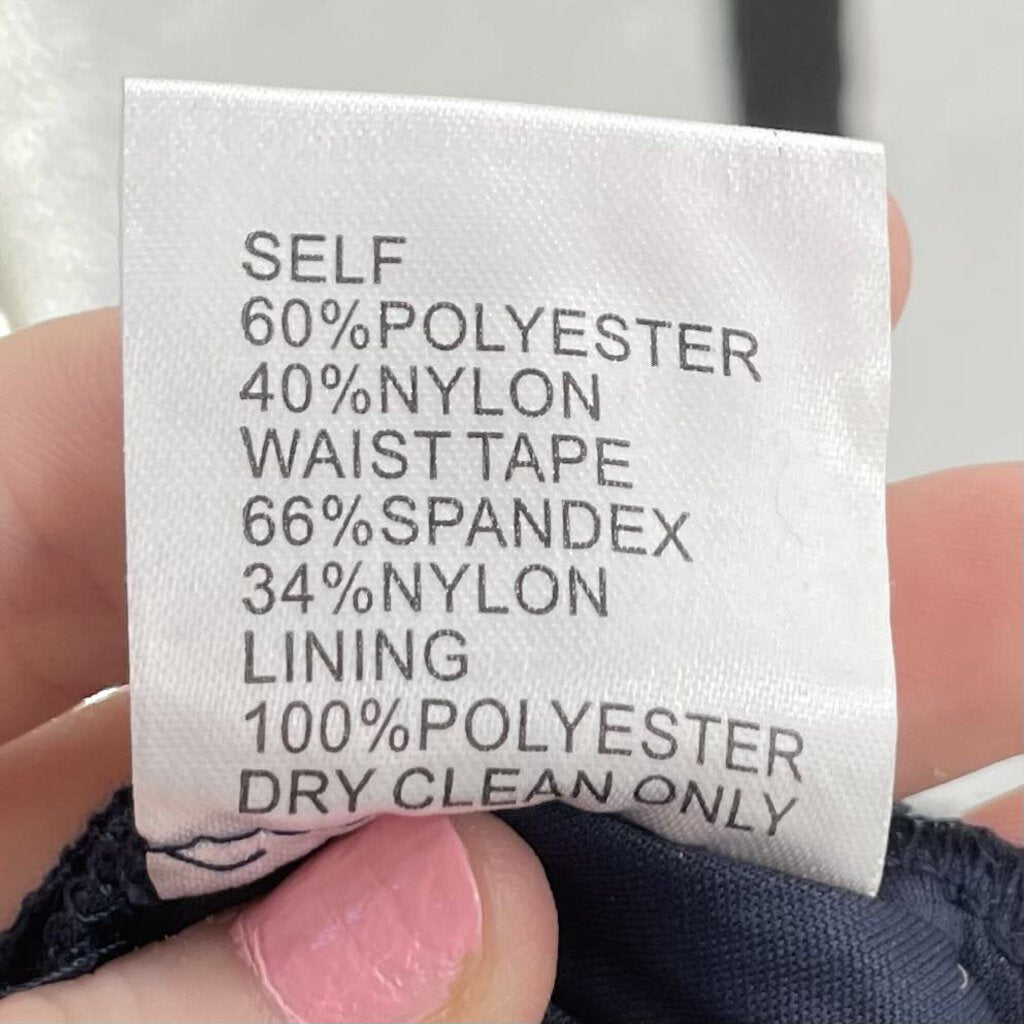 SELF
60%POLYESTER
40%NYLON
WAIST TAPE
66%SPANDEX
34%NYLON
LINING
100%POLYESTER
DRY CLEAN ONLY